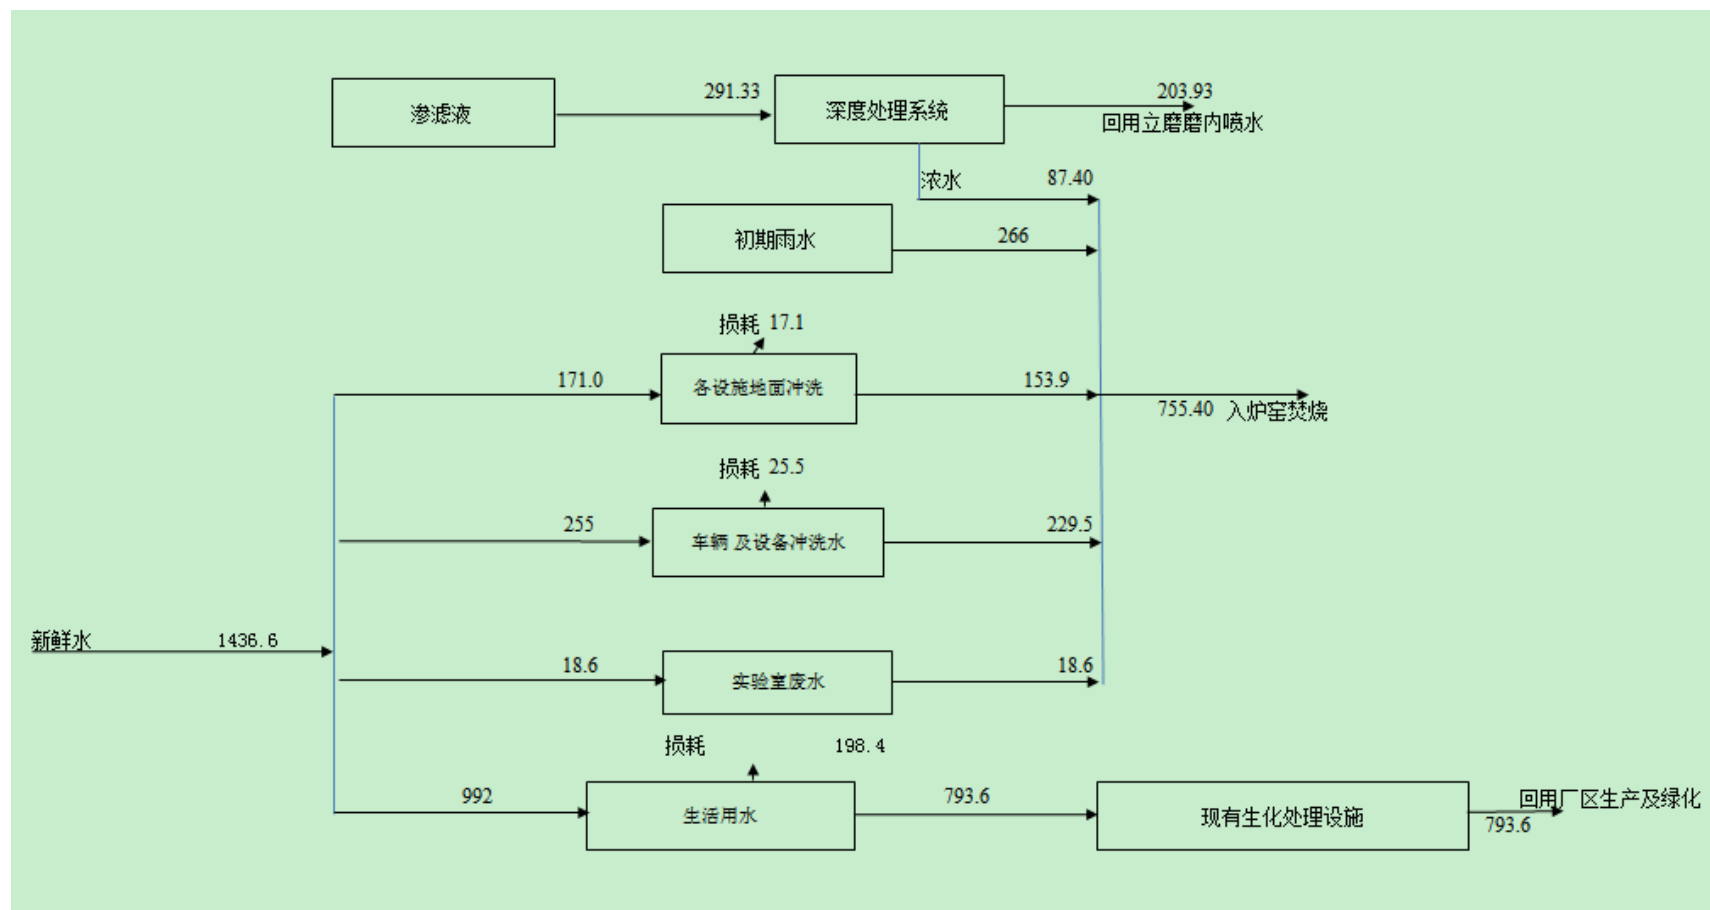 渗滤液
291.33
深度处理系统
203.93
回用立磨磨内喷水
浓水
87.40
初期雨水
266
损耗 17.1
171.0
各设施地面冲洗
153.9
755.40
入炉窑焚烧
损耗 25.5
255
车辆 及设备冲洗水
229.5
新鲜水
1436.6
18.6
实验室废水
18.6
损耗
198.4
992
生活用水
793.6
现有生化处理设施
回用厂区生产及绿化
793.6